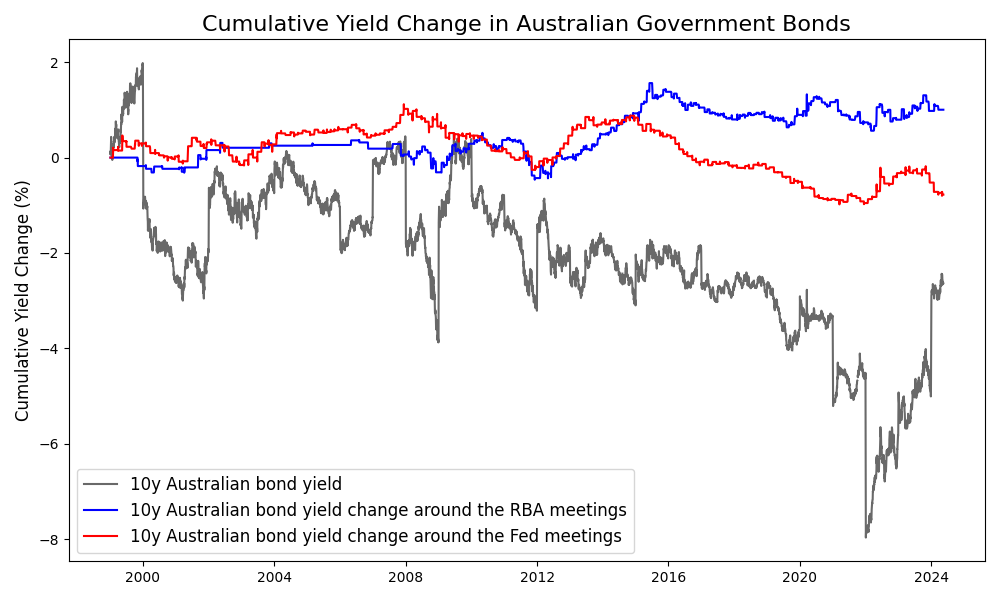 Cumulative Yield Change in Australian Government Bonds
Cumulative Yield Change (%)
2
0
−2
−4
−6
−8
10y Australian bond yield
10y Australian bond yield change around the RBA meetings
10y Australian bond yield change around the Fed meetings
2000 2004 2008 2012 2016 2020 2024